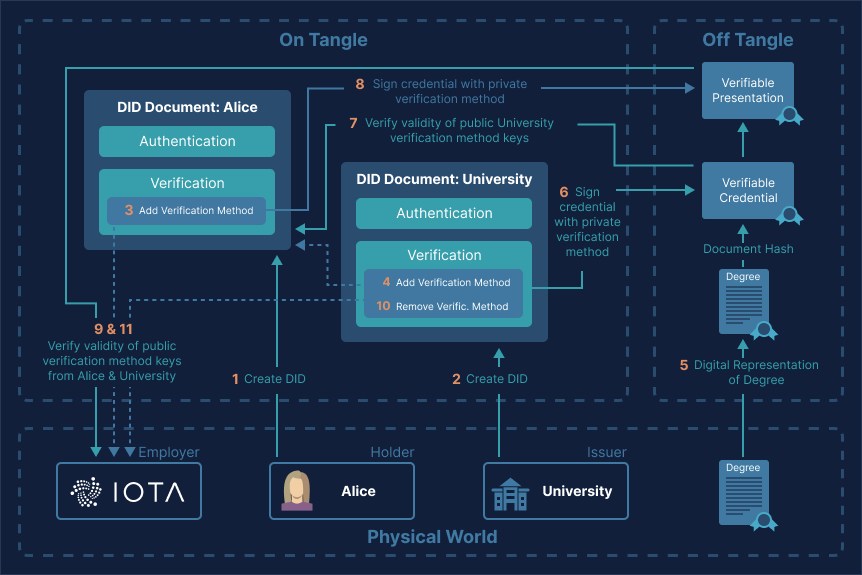 On Tangle
Off Tangle
8 Sign credential with private
verification method
Verifiable
Presentation
DID Document: Alice
Authentication
Verification
3 Add Verification Method
7 Verify validity of public University
verification method keys
DID Document: University
Authentication
Verification
4 Add Verification Method
10 Remove Verific. Method
6 Sign
credential
with private
verification
method
Verifiable
Credential
Document Hash
Degree
9 & 11
Verify validity of public
verification method keys
from Alice & University
1 Create DID
2 Create DID
5 Digital Representation
of Degree
Employer
IOTA
Holder
Alice
Issuer
University
Degree
Physical World